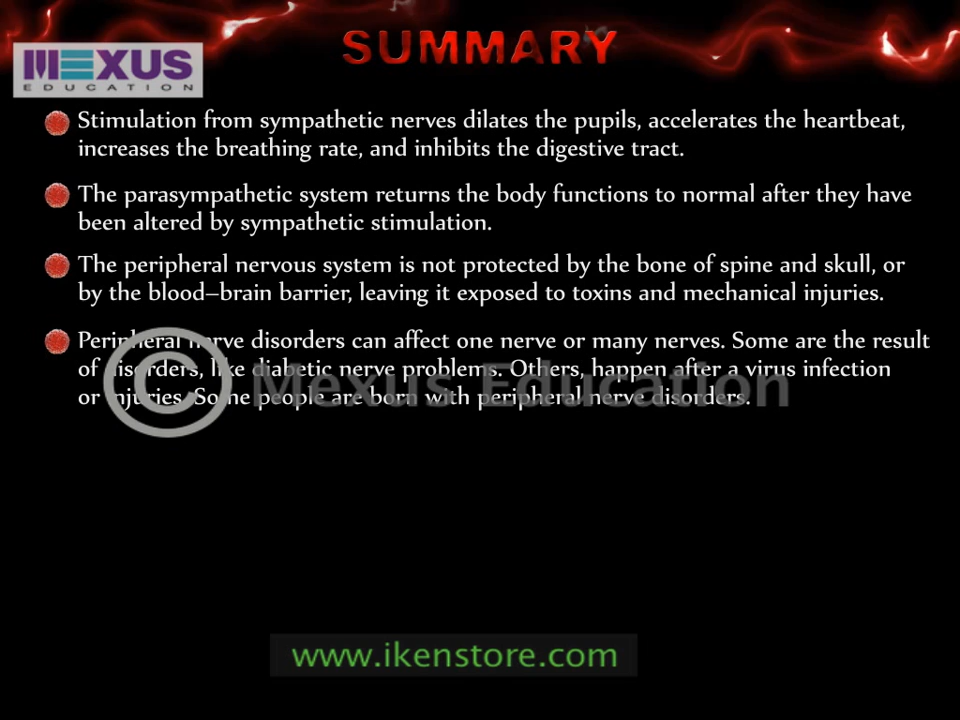 SUMMARY
MEXUS
EDUCATION
Stimulation from sympathetic nerves dilates the pupils, accelerates the heartbeat,
increases the breathing rate, and inhibits the digestive tract.
The parasympathetic system returns the body functions to normal after they have
been altered by sympathetic stimulation.
The peripheral nervous system is not protected by the bone of spine and skull, or
by the blood–brain barrier, leaving it exposed to toxins and mechanical injuries.
Peripheral nerve disorders can affect one nerve or many nerves. Some are the result
of disorders, like diabetic nerve problems. Others, happen after a virus infection
or injuries. Some people are born with peripheral nerve disorders.
© Mexus Education
www.ikenstore.com